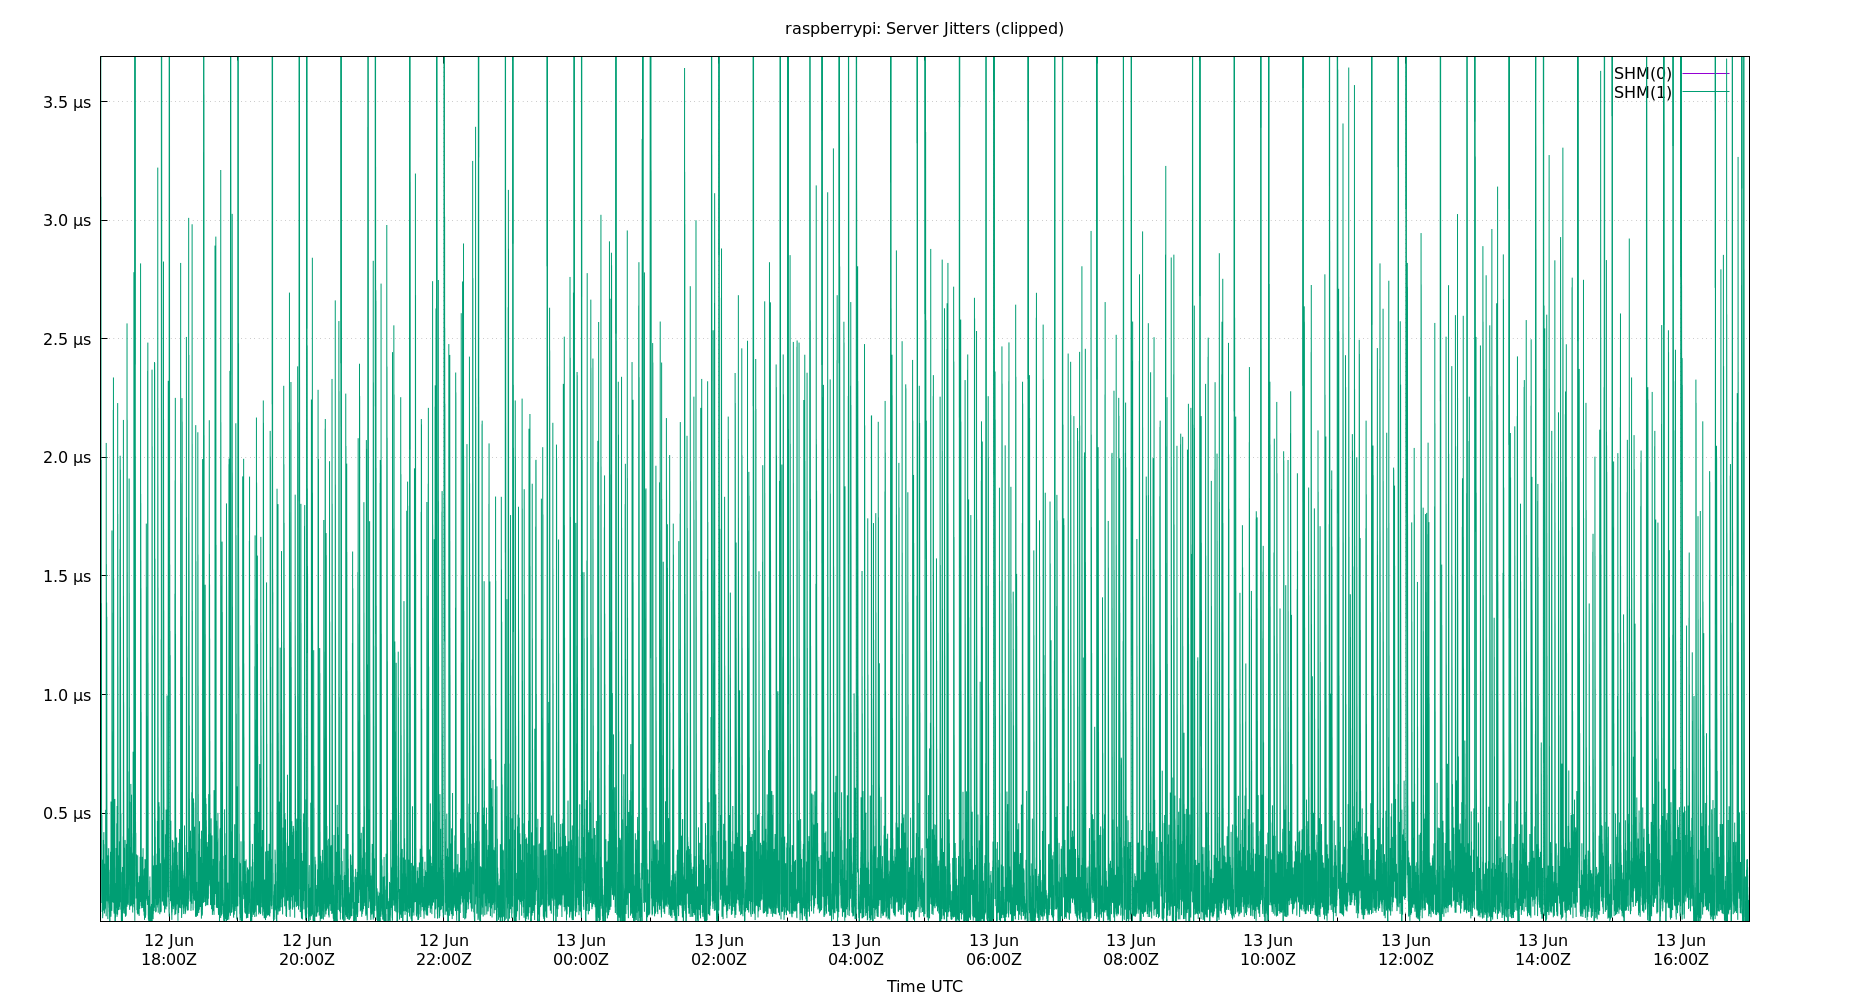 raspberrypi: Server Jitters (clipped)
SHM(0)
SHM(1)
3.5 µs
3.0 µs
2.5 µs
2.0 µs
1.5 µs
1.0 µs
0.5 µs
12 Jun 12 Jun 12 Jun 13 Jun 13 Jun 13 Jun 13 Jun 13 Jun 13 Jun 13 Jun 13 Jun 13 Jun
18:00Z 20:00Z 22:00Z 00:00Z 02:00Z 04:00Z 06:00Z 08:00Z 10:00Z 12:00Z 14:00Z 16:00Z
Time UTC